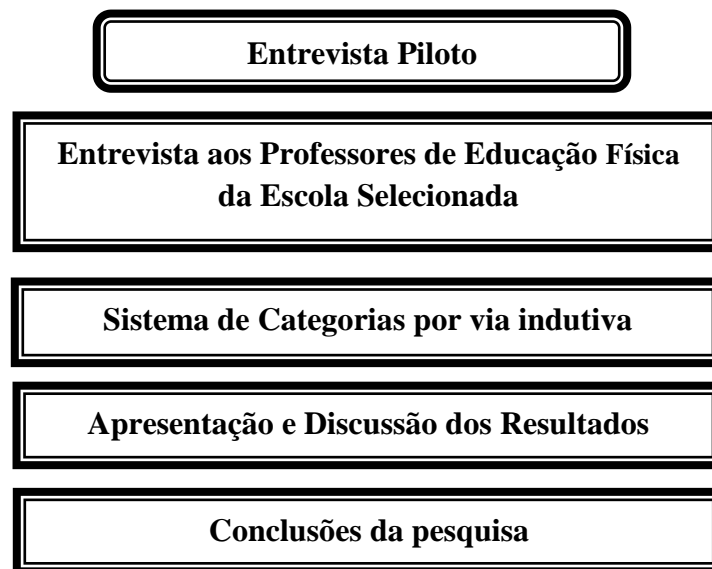 Entrevista Piloto
Entrevista aos Professores de Educação Física
da Escola Selecionada
Sistema de Categorias por via indutiva
Apresentação e Discussão dos Resultados
Conclusões da pesquisa